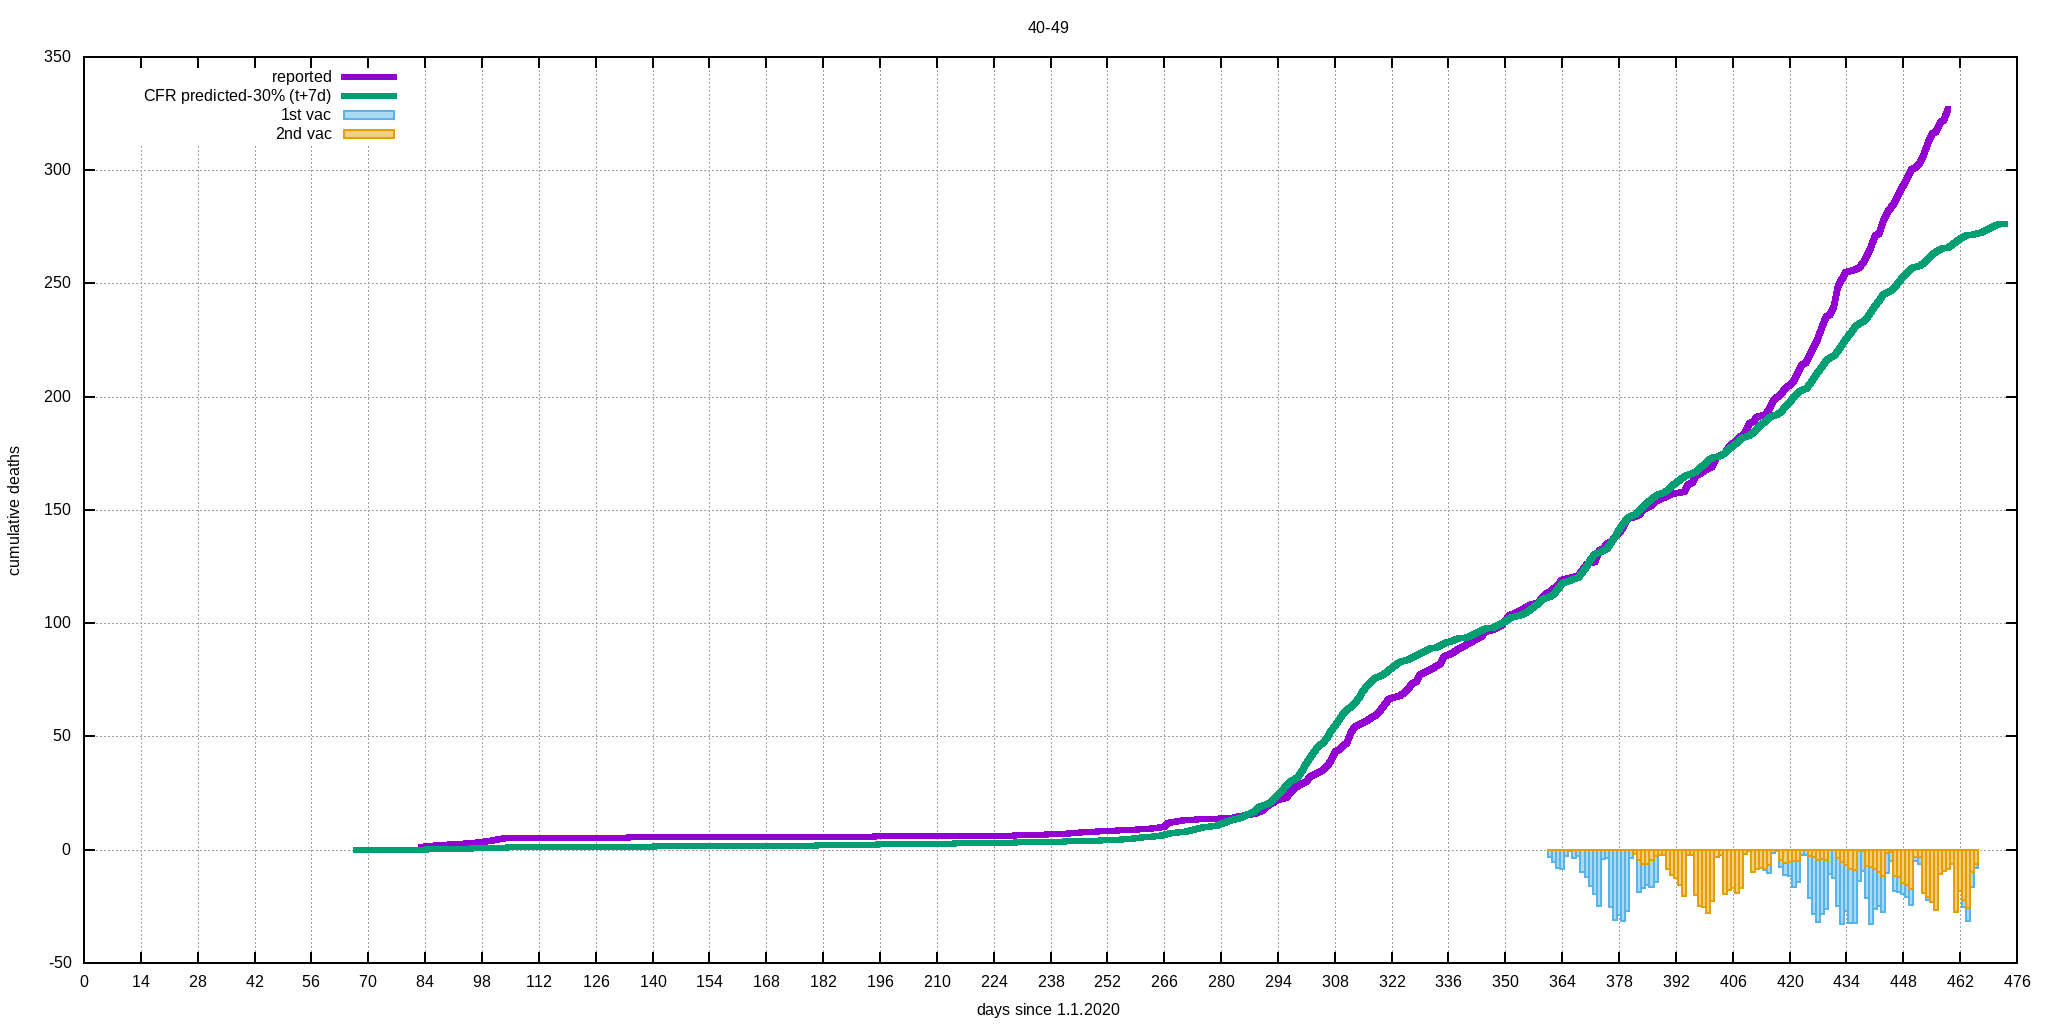 40-49
350
300
250
200
150
100
50
0
-50
reported
CFR predicted-30% (t+7d)
1st vac
2nd vac
cumulative deaths
0 14 28 42 56 70 84 98 112 126 140 154 168 182 196 210 224 238 252 266 280 294 308 322 336 350 364 378 392 406 420 434 448 462 476
days since 1.1.2020